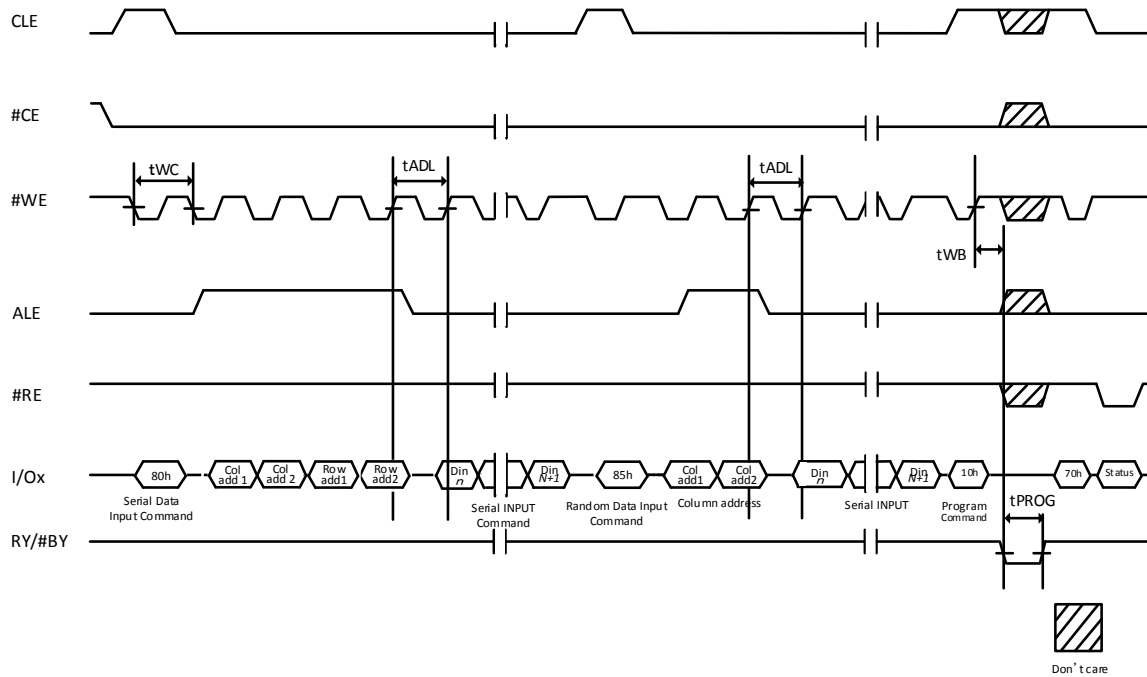 CLE
#CE
tWC
tADL
tADL
#WE
tWB
ALE
#RE
I/Ox
80h
Col
add 1
Col
add 2
Row
add1
Row
add2
Din
n
Din
N+1
85h
Col
add1
Col
add2
Din
n
Din
N+1
10h
70h
Status
Serial Data
Input Command
Serial INPUT
Command
Random Data Input
Command
Column address
Serial INPUT
Program
Command
tPROG
RY/#BY
Don't care